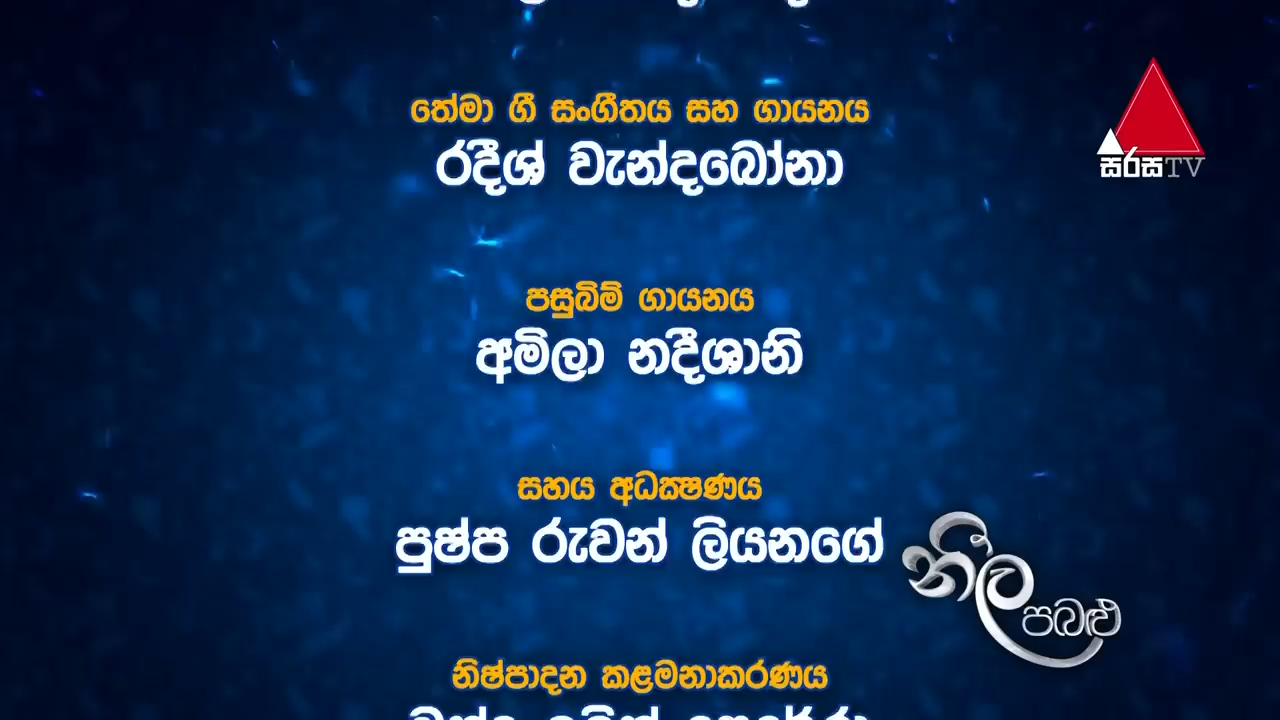 තේමා ගී සංගීතය සහ ගායනය
රදීශ් වැන්දබෝනා
සරස TV
පසුබිම් ගායනය
අමිලා නදීශානි
සහය අධ්‍යක්ෂණය
පුෂ්ප රුවන් ලියනගේ
නීල
පබළු
නිෂ්පාදන කළමනාකරණය